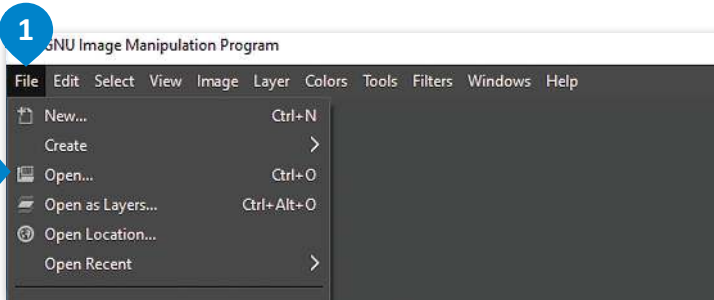 1
GNU Image Manipulation Program
File Edit Select View Image Layer Colors Tools Filters Windows Help
New... Ctrl+N
Create
Open... Ctrl+O
Open as Layers... Ctrl+Alt+O
Open Location...
Open Recent